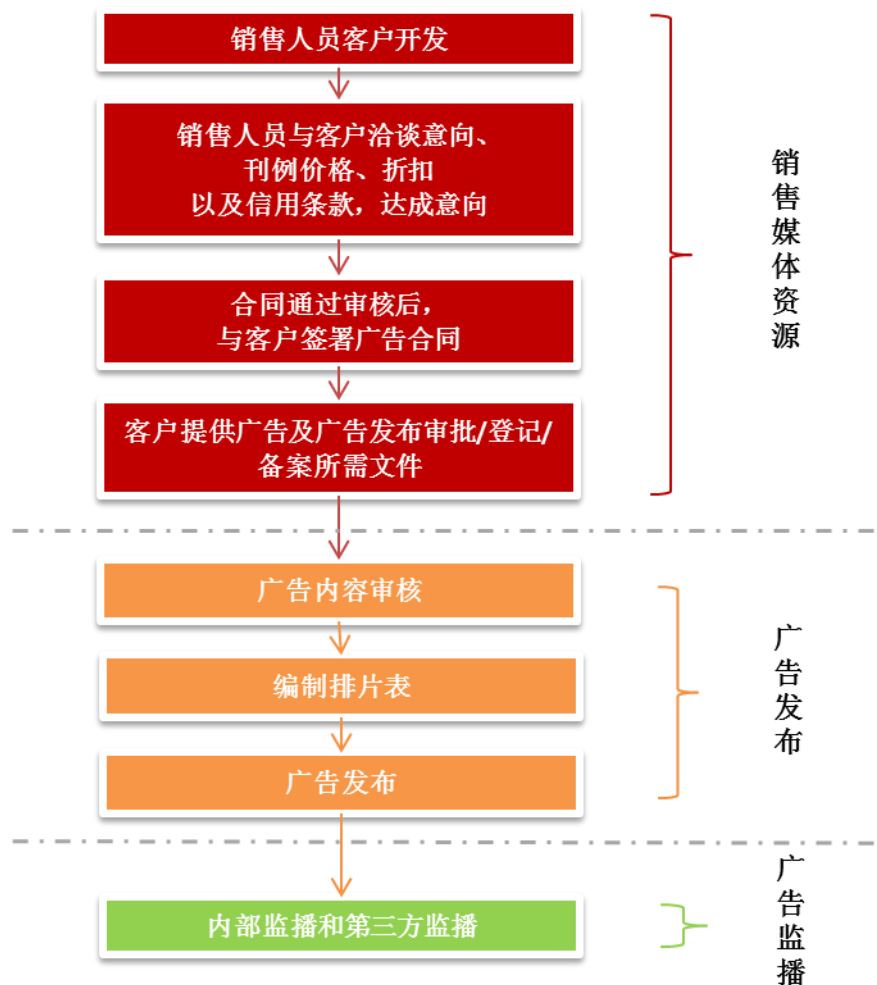 销售人员客户开发
销售人员与客户洽谈意向、
刊例价格、折扣
以及信用条款，达成意向
合同通过审核后，
与客户签署广告合同
客户提供广告及广告发布审批/登记/
备案所需文件
销售媒体资源
广告内容审核
编制排片表
广告发布
广告发布
内部监播和第三方监播
广告监播